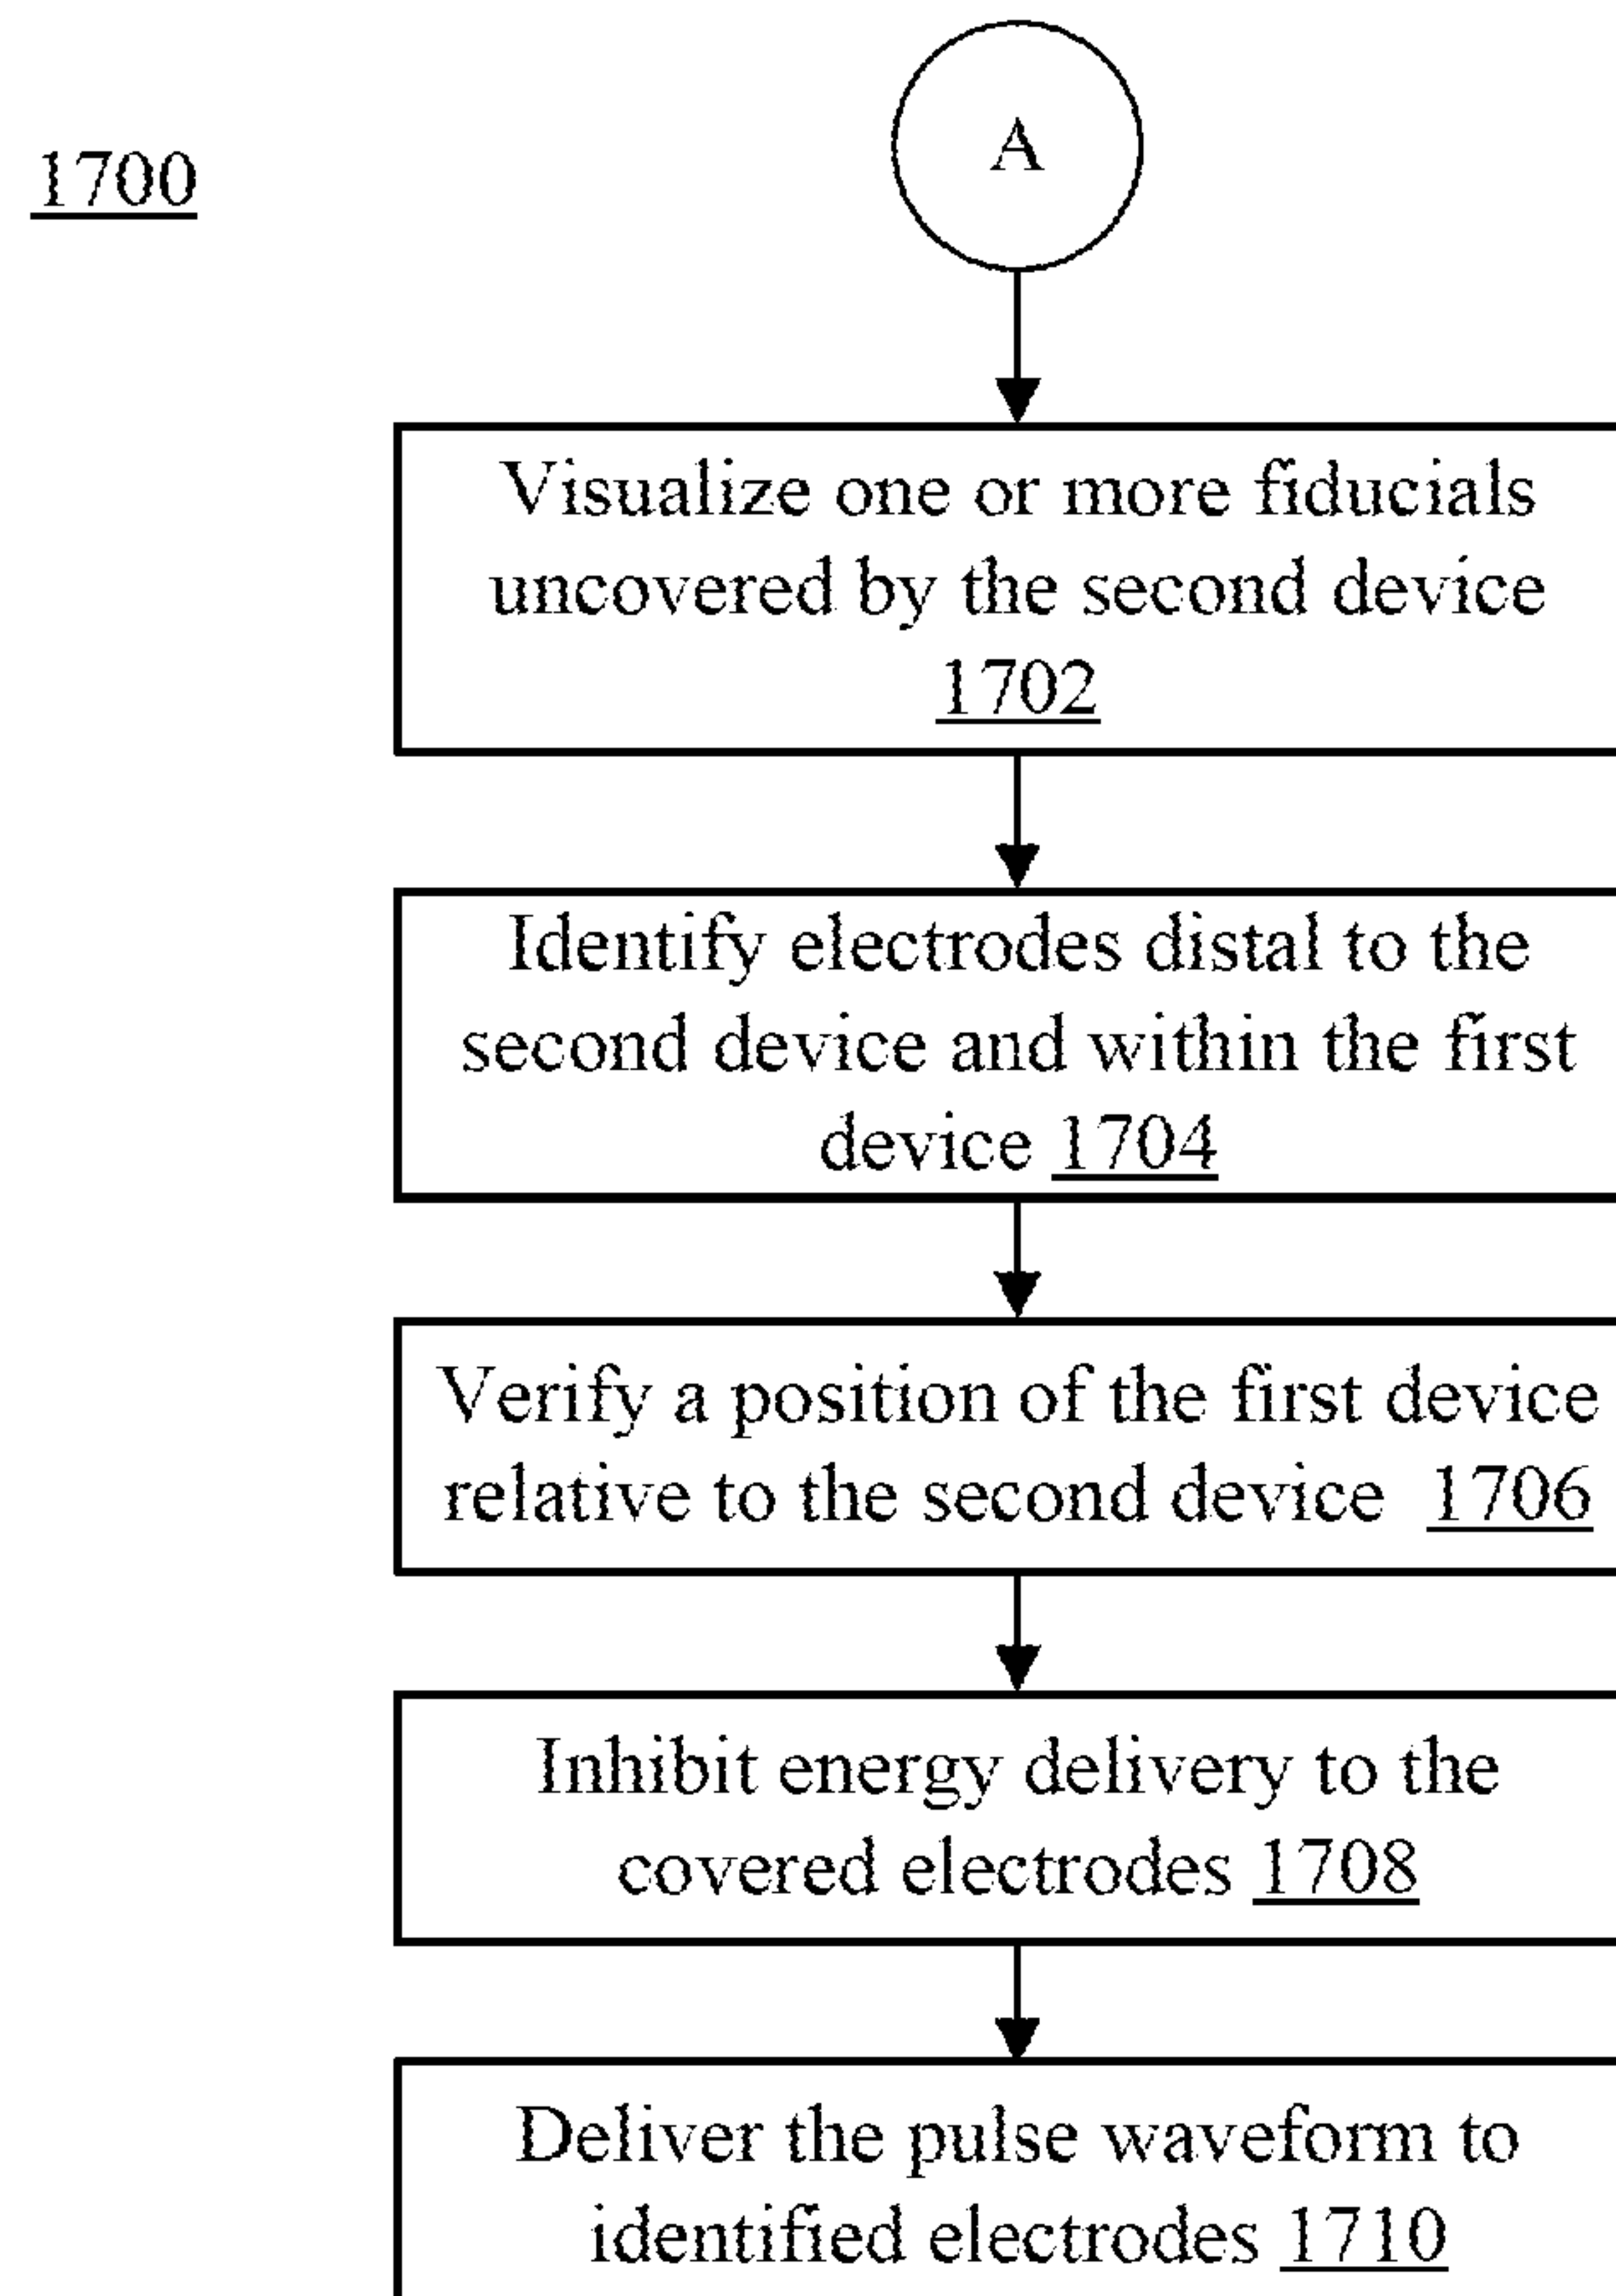 A
1700
Visualize one or more fiducials
uncovered by the second device
1702
Identify electrodes distal to the
second device and within the first
device 1704
Verify a position of the first device
relative to the second device 1706
Inhibit energy delivery to the
covered electrodes 1708
Deliver the pulse waveform to
identified electrodes 1710